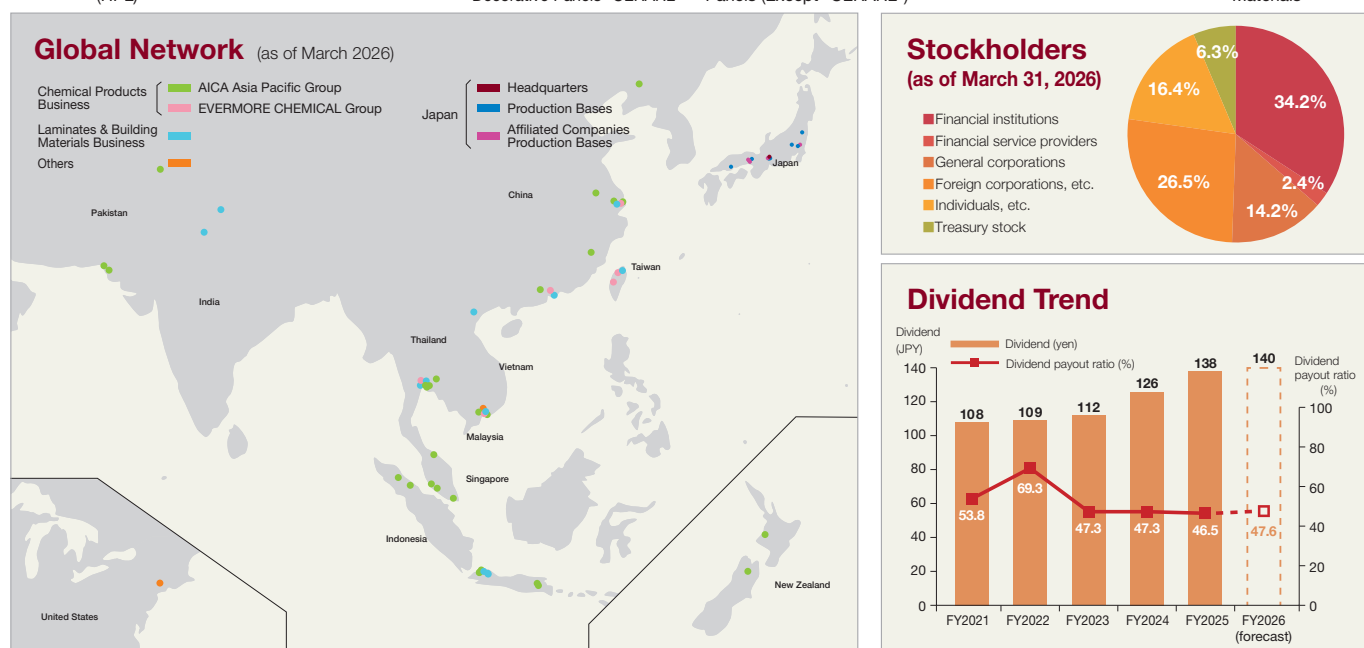 Global Network (as of March 2026)
Chemical Products
Business
AICA Asia Pacific Group
EVERMORE CHEMICAL Group
Laminates & Building
Materials Business
Others
Japan
Headquarters
Production Bases
Affiliated Companies
Production Bases
Japan
China
Pakistan
Taiwan
India
Thailand
Vietnam
Malaysia
Singapore
Indonesia
New Zealand
United States
Stockholders
(as of March 31, 2026)
Financial institutions
Financial service providers
General corporations
Foreign corporations, etc.
Individuals, etc.
Treasury stock
6.3%
34.2%
16.4%
2.4%
26.5%
14.2%
Dividend Trend
Dividend
(JPY)
Dividend (yen)
Dividend payout ratio (%)
Dividend
payout ratio
(%)
140
120
100
80
60
40
20
0
108
109
112
126
138
140
53.8
69.3
47.3
47.3
46.5
47.6
100
80
60
40
20
0
FY2021
FY2022
FY2023
FY2024
FY2025
FY2026
(forecast)